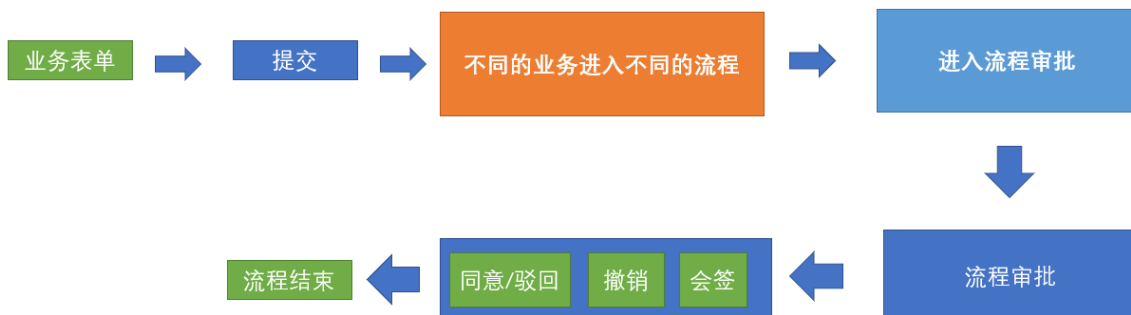 业务表单
提交
不同的业务进入不同的流程
进入流程审批
流程审批
同意/驳回
撤销
会签
流程结束